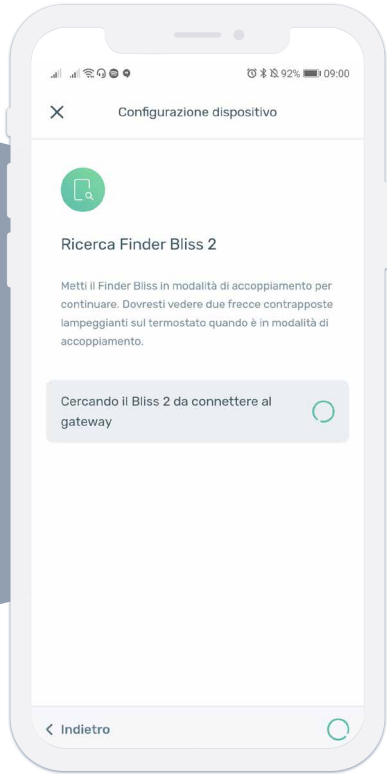 92% 09:00
Configurazione dispositivo
Ricerca Finder Bliss 2
Metti il Finder Bliss in modalità di accoppiamento per
continuare. Dovresti vedere due frecce contrapposte
lampeggianti sul termostato quando è in modalità di
accoppiamento.
Cercando il Bliss 2 da connettere al
gateway
Indietro